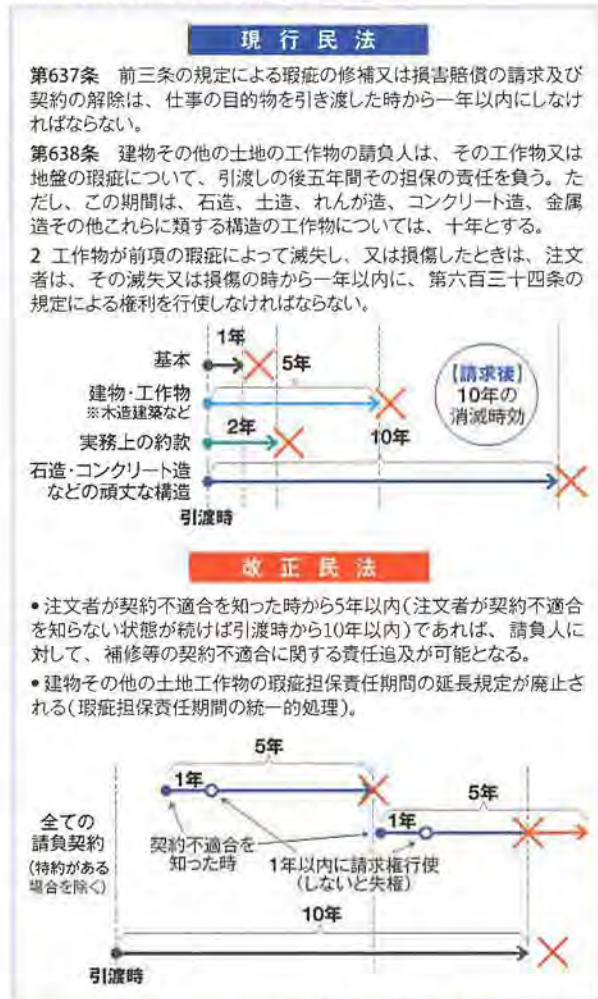 現行民法
第637条　前三条の規定による瑕疵の修補又は損害賠償の請求及び
契約の解除は、仕事の目的物を引き渡した時から一年以内にしなけ
ればならない。
第638条　建物その他の土地の工作物の請負人は、その工作物又は
地盤の瑕疵について、引渡しの後五年間その担保の責任を負う。た
だし、この期間は、石造、土造、れんが造、コンクリート造、金属
造その他これらに類する構造の工作物については、十年とする。
2 工作物が前項の瑕疵によって滅失し、又は損傷したときは、注文
者は、その滅失又は損傷の時から一年以内に、第六百三十四条の
規定による権利を行使しなければならない。
1年
基本
5年
建物・工作物
※木造建築など
2年
実務上の約款
10年
石造・コンクリート造
などの頑丈な構造
引渡時
【請求後】
10年の
消滅時効
改正民法
• 注文者が契約不適合を知った時から5年以内(注文者が契約不適合
を知らない状態が続けば引渡時から10年以内)であれば、請負人に
対して、補修等の契約不適合に関する責任追及が可能となる。
• 建物その他の土地工作物の瑕疵担保責任期間の延長規定が廃止さ
れる(瑕疵担保責任期間の統一的処理)。
5年
1年
5年
1年
全ての
請負契約
(特約がある
場合を除く)
契約不適合を
知った時
1年以内に請求権行使
(しないと失権)
10年
引渡時